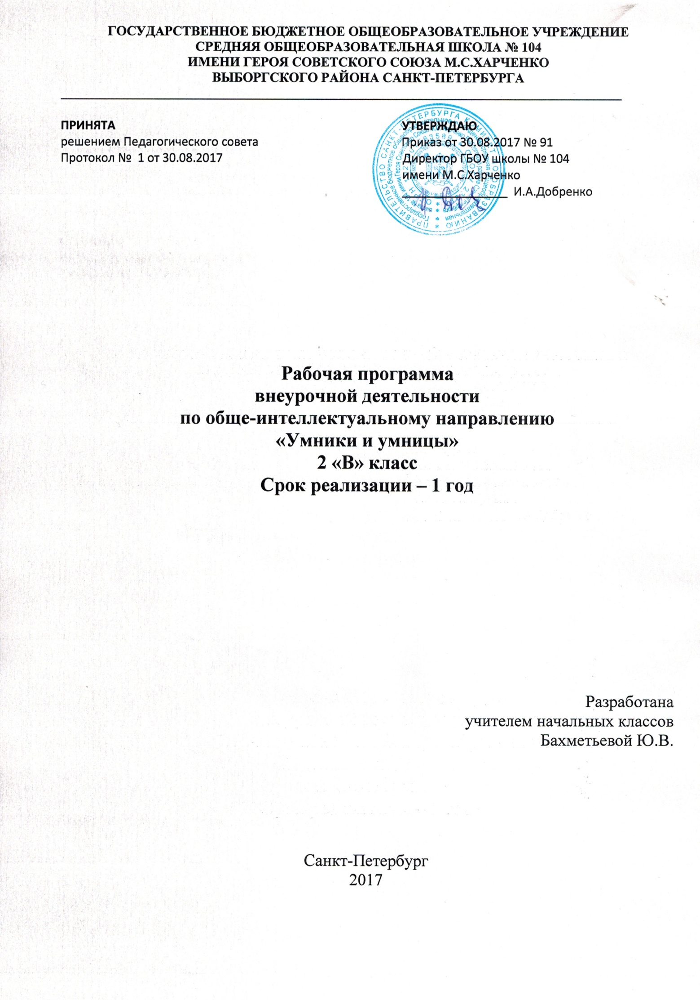 ГОСУДАРСТВЕННОЕ БЮДЖЕТНОЕ ОБЩЕОБРАЗОВАТЕЛЬНОЕ УЧРЕЖДЕНИЕ
СРЕДНЯЯ ОБЩЕОБРАЗОВАТЕЛЬНАЯ ШКОЛА № 104
ИМЕНИ ГЕРОЯ СОВЕТСКОГО СОЮЗА М.С.ХАРЧЕНКО
ВЫБОРГСКОГО РАЙОНА САНКТ-ПЕТЕРБУРГА
ПРИНЯТА
решением Педагогического совета
Протокол № 1 от 30.08.2017
УТВЕРЖДАЮ
Приказ от 30.08.2017 № 91
Директор ГБОУ школы № 104
имени М.С.Харченко
И.А.Добренко
ПРАВИТЕЛЬСТВО САНКТ-ПЕТЕРБУРГА КОМИТЕТ ПО ОБРАЗОВАНИЮ
Рабочая программа
внеурочной деятельности
по обще-интеллектуальному направлению
«Умники и умницы»
2 «В» класс
Срок реализации – 1 год
Разработана
учителем начальных классов
Бахметьевой Ю.В.
Санкт-Петербург
2017